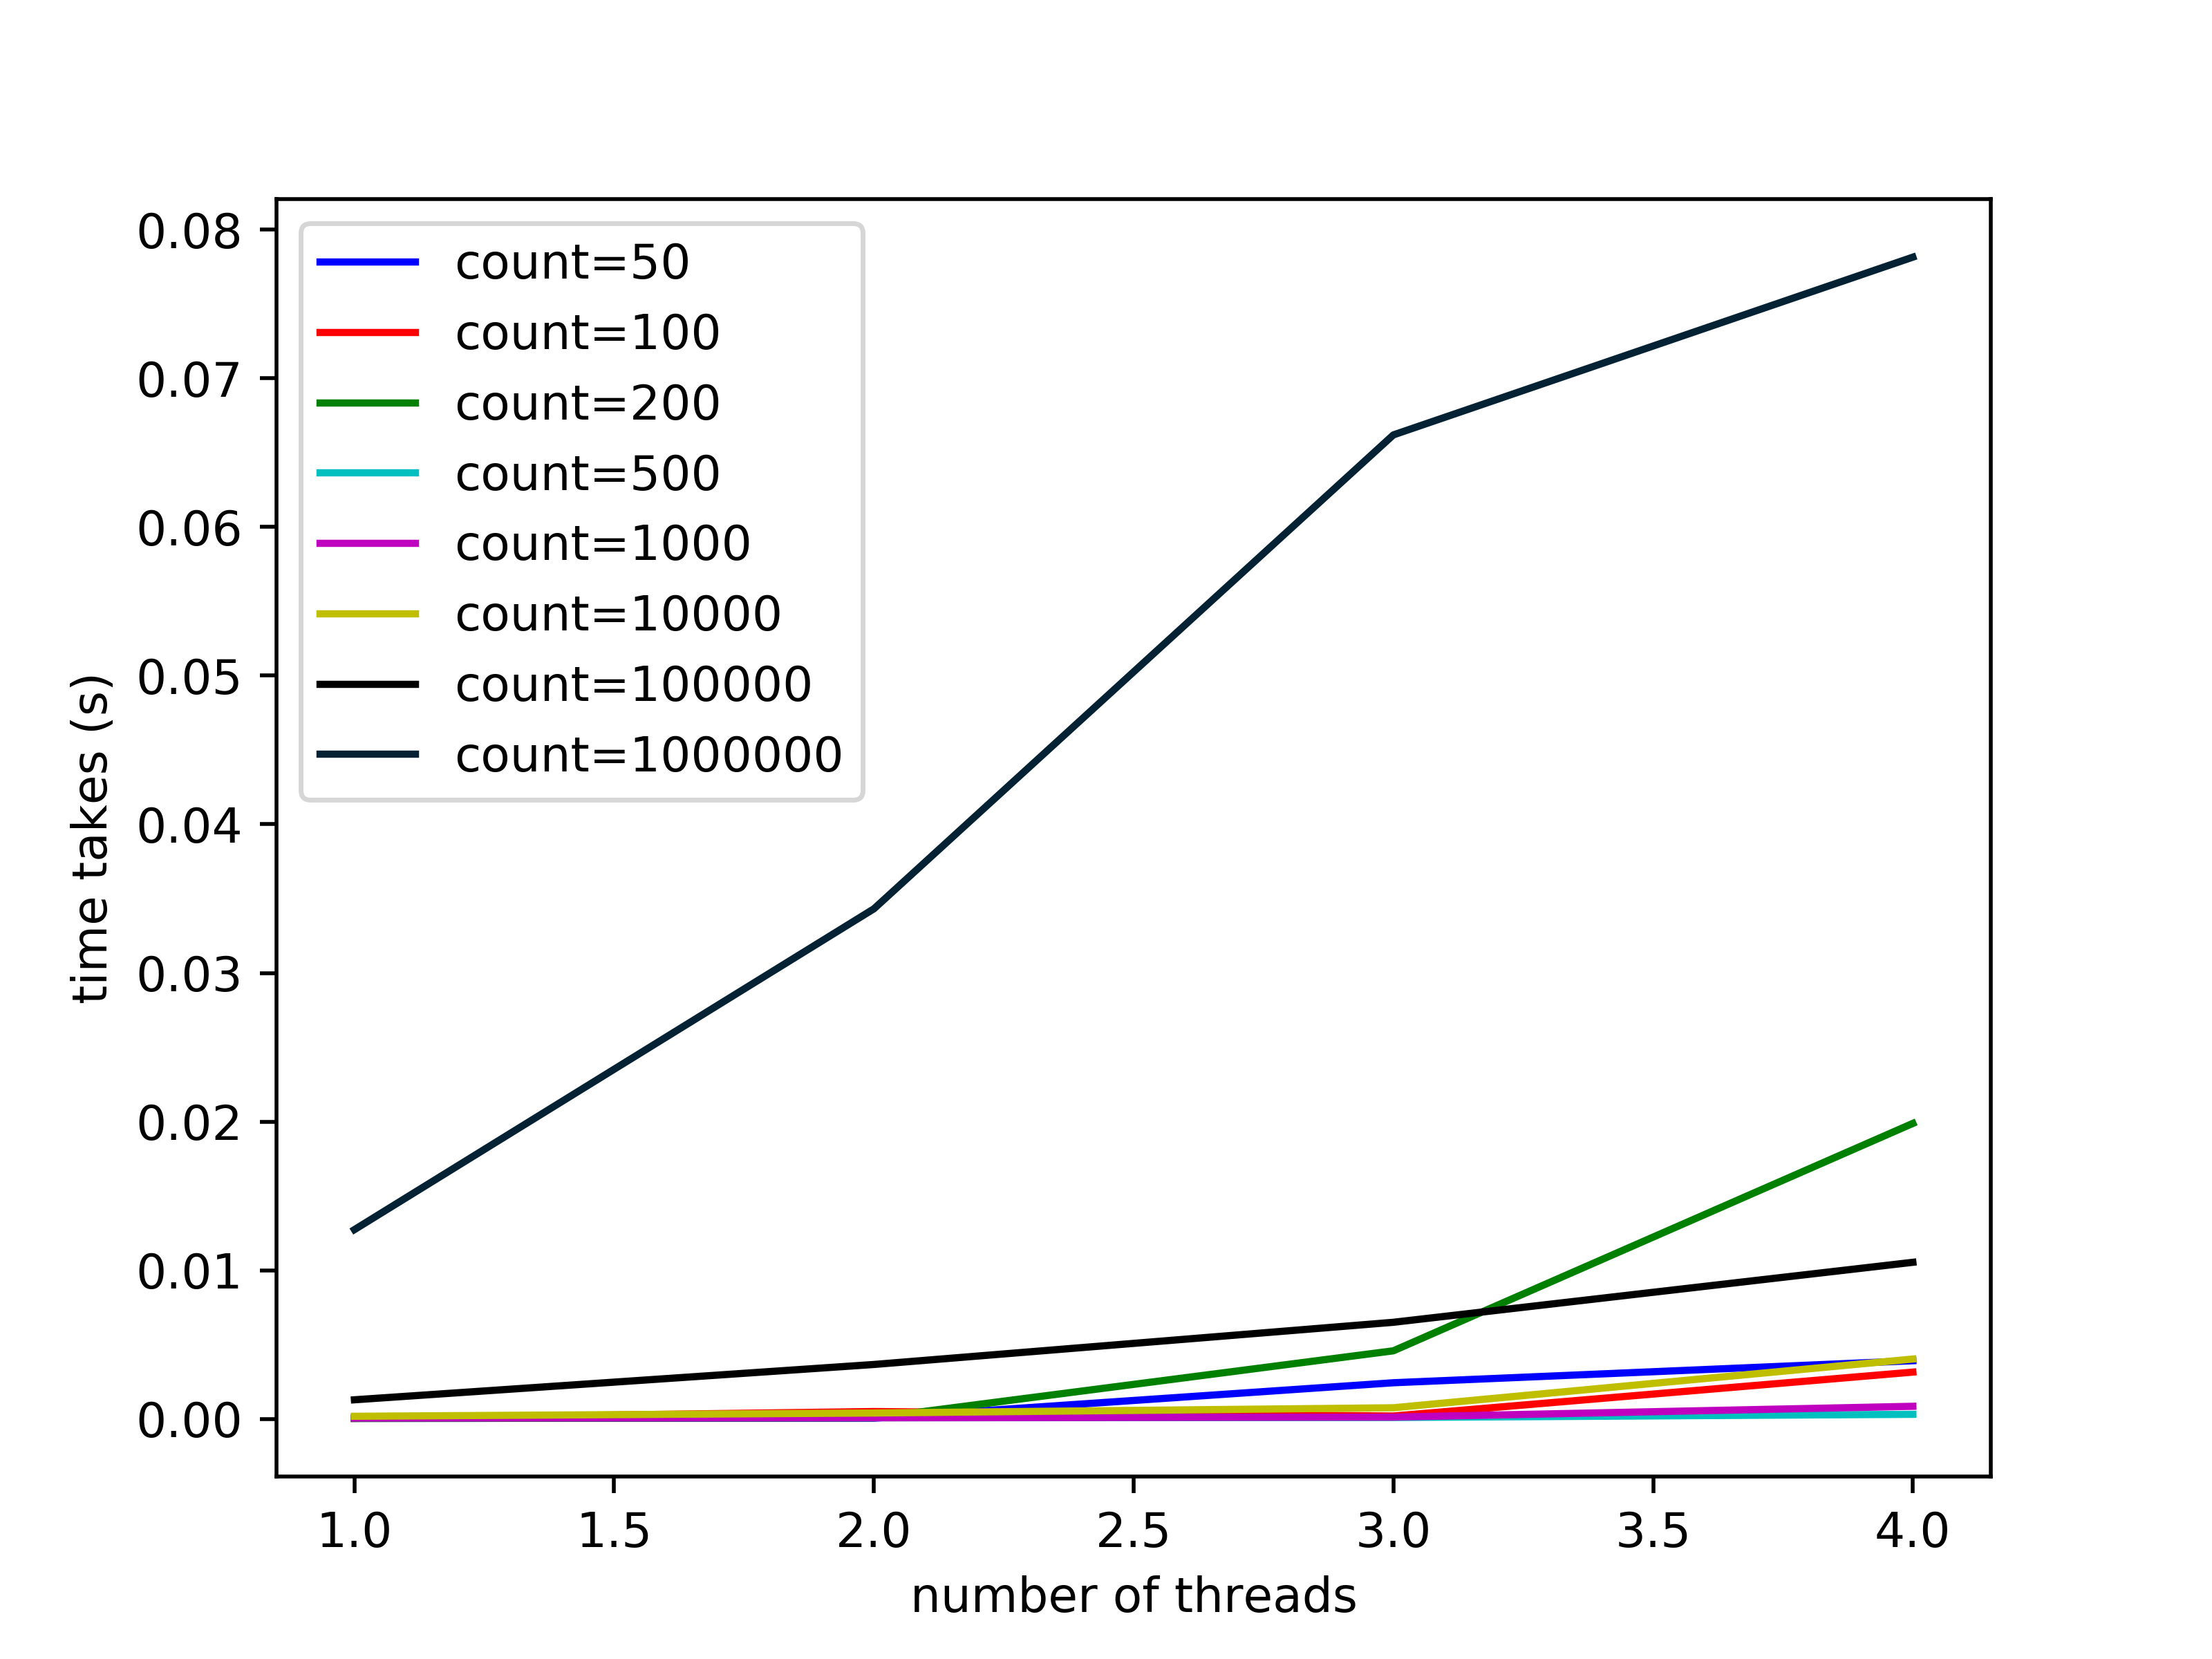 0.08
0.07
0.06
0.05
0.04
0.03
0.02
0.01
0.00
time takes (s)
count=50
count=100
count=200
count=500
count=1000
count=10000
count=100000
count=1000000
1.0 1.5 2.0 2.5 3.0 3.5 4.0
number of threads